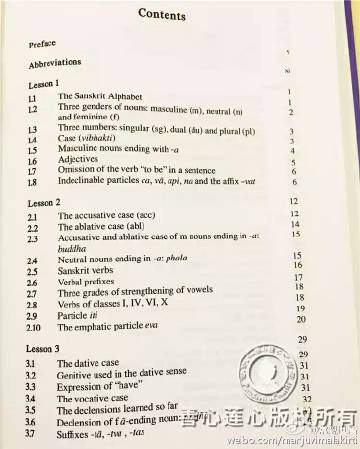 Contents
Preface v
Abbreviations xi
Lesson 1 1
1.1 The Sanskrit Alphabet 1
1.2 Three genders of nouns: masculine (m), neutral (n) 2
and feminine (f)
1.3 Three numbers: singular (sg), dual (du) and plural (pl) 3
1.4 Case (vibhakti) 3
1.5 Masculine nouns ending with -a 4
1.6 Adjectives 5
1.7 Omission of the verb "to be" in a sentence 6
1.8 Indeclinable particles ca, vā, api, na and the affix -vat 6
Lesson 2 12
2.1 The accusative case (acc) 12
2.2 The ablative case (abl) 14
2.3 Accusative and ablative case of m nouns ending in -a: 15
buddha
2.4 Neutral nouns ending in -a: phala 15
2.5 Sanskrit verbs 16
2.6 Verbal prefixes 17
2.7 Three grades of strengthening of vowels 18
2.8 Verbs of classes I, IV, VI, X 18
2.9 Particle iti 19
2.10 The emphatic particle eva 20
Lesson 3 29
3.1 The dative case 29
3.2 Genitive used in the dative sense 31
3.3 Expression of "have" 31
3.4 The vocative case 32
3.5 The declensions learned so far
3.6 Declension of f ā-ending noun:
3.7 Suffixes -tā, -tva, -tas
雪心莲心版权所有
weibo.com/manjuvimalakirti